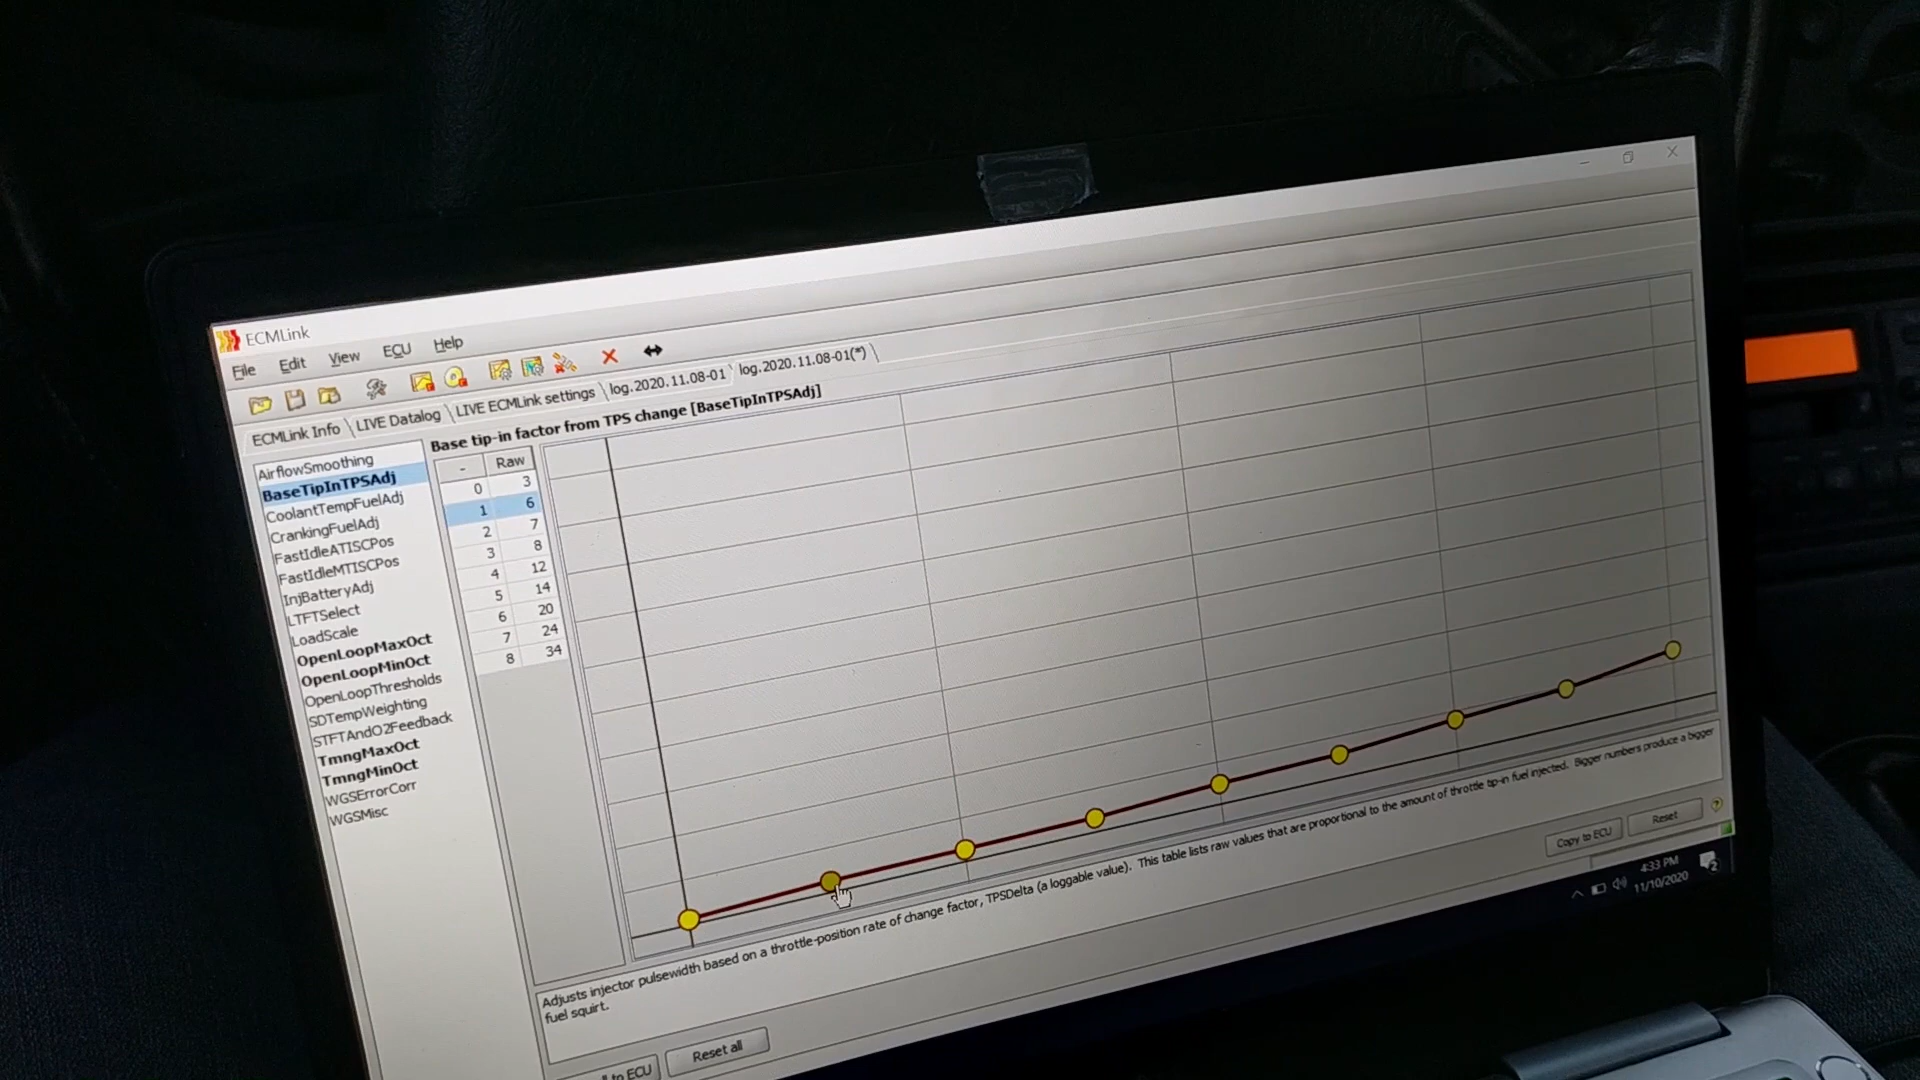 ECMLink
File Edit View ECU Help
ECMLink Info LIVE Datalog LIVE ECMLink settings log.2020.11.08-01 log.2020.11.08-01(*)
Base tip-in factor from TPS change [BaseTipInTPSAdj]
AirflowSmoothing
BaseTipInTPSAdj
CoolantTempFuelAdj
CrankingFuelAdj
FastIdleATISCPos
FastIdleMTISCPos
InjBatteryAdj
LTFTSelect
LoadScale
OpenLoopMaxOct
OpenLoopMinOct
OpenLoopThresholds
SDTempWeighting
STFTAndO2Feedback
TmngMaxOct
TmngMinOct
WGSErrorCorr
WGSMisc
- Raw
0 3
1 6
2 7
3 8
4 12
5 14
6 20
7 24
8 34
Adjusts injector pulsewidth based on a throttle-position rate of change factor, TPSDelta (a loggable value). This table lists raw values that are proportional to the amount of throttle tip-in fuel injected. Bigger numbers produce a bigger
fuel squirt.
Copy to ECU Reset ?
to ECU Reset all
4:33 PM
11/10/2020
2